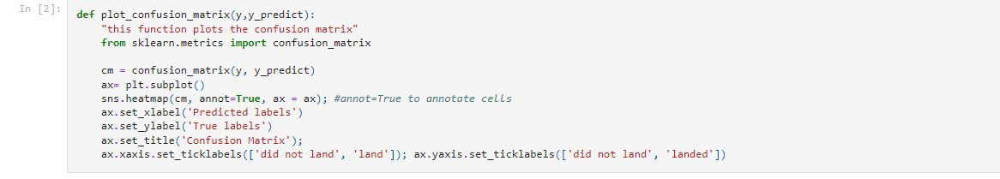 In [2]:
def plot_confusion_matrix(y,y_predict):
    "this function plots the confusion matrix"
    from sklearn.metrics import confusion_matrix

    cm = confusion_matrix(y, y_predict)
    ax= plt.subplot()
    sns.heatmap(cm, annot=True, ax = ax); #annot=True to annotate cells
    ax.set_xlabel('Predicted labels')
    ax.set_ylabel('True labels')
    ax.set_title('Confusion Matrix');
    ax.xaxis.set_ticklabels(['did not land', 'land']); ax.yaxis.set_ticklabels(['did not land', 'landed'])